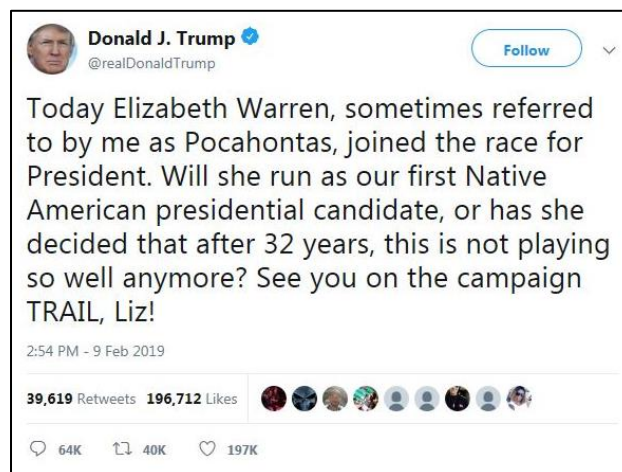 Donald J. Trump
Follow
@realDonaldTrump
Today Elizabeth Warren, sometimes referred
to by me as Pocahontas, joined the race for
President. Will she run as our first Native
American presidential candidate, or has she
decided that after 32 years, this is not playing
so well anymore? See you on the campaign
TRAIL, Liz!
2:54 PM - 9 Feb 2019
39,619 Retweets 196,712 Likes
64K 40K 197K